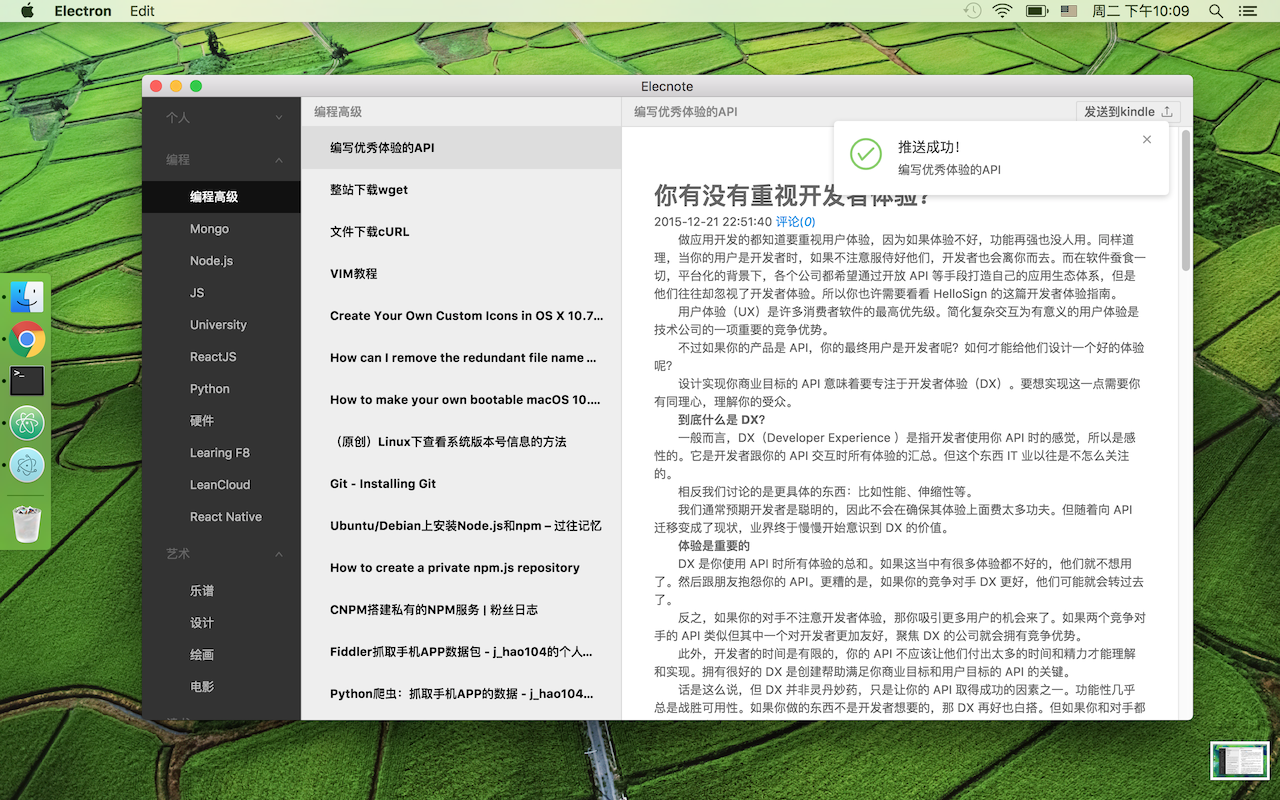 Electron Edit
周二 下午10:09
Elecnote
个人
编程
编程高级
Mongo
Node.js
JS
University
ReactJS
Python
硬件
Learing F8
LeanCloud
React Native
艺术
乐谱
设计
绘画
电影
编程高级
编写优秀体验的API
整站下载wget
文件下载cURL
VIM教程
Create Your Own Custom Icons in OS X 10.7...
How can I remove the redundant file name ...
How to make your own bootable macOS 10....
（原创）Linux下查看系统版本号信息的方法
Git - Installing Git
Ubuntu/Debian上安装Node.js和npm – 过往记忆
How to create a private npm.js repository
CNPM搭建私有的NPM服务 | 粉丝日志
Fiddler抓取手机APP数据包 - j_hao104的个人...
Python爬虫：抓取手机APP的数据 - j_hao104...
编写优秀体验的API
发送到kindle
推送成功！
编写优秀体验的API
你有没有重视开发者体验？
2015-12-21 22:51:40 评论(0)
做应用开发的都知道要重视用户体验，因为如果体验不好，功能再强也没人用。同样道
理，当你的用户是开发者时，如果不注意服侍好他们，开发者也会离你而去。而在软件蚕食一
切，平台化的背景下，各个公司都希望通过开放 API 等手段打造自己的应用生态体系，但是
他们往往却忽视了开发者体验。所以你也许需要看看 HelloSign 的这篇开发者体验指南。
用户体验（UX）是许多消费者软件的最高优先级。简化复杂交互为有意义的用户体验是
技术公司的一项重要的竞争优势。
不过如果你的产品是 API，你的最终用户是开发者呢？如何才能给他们设计一个好的体验
呢？
设计实现你商业目标的 API 意味着要专注于开发者体验（DX）。要想实现这一点需要你
有同理心，理解你的受众。
到底什么是 DX?
一般而言，DX（Developer Experience ）是指开发者使用你 API 时的感觉，所以是感
性的。它是开发者跟你的 API 交互时所有体验的汇总。但这个东西 IT 业以往是不怎么关注
的。
相反我们讨论的是更具体的东西：比如性能、伸缩性等。
我们通常预期开发者是聪明的，因此不会在确保其体验上面费太多功夫。但随着向 API
迁移变成了现状，业界终于慢慢开始意识到 DX 的价值。
体验是重要的
DX 是你使用 API 时所有体验的总和。如果这当中有很多体验都不好的，他们就不想用
了。然后跟朋友抱怨你的 API。更糟的是，如果你的竞争对手 DX 更好，他们可能就会转过去
了。
反之，如果你的对手不注意开发者体验，那你吸引更多用户的机会来了。如果两个竞争对
手的 API 类似但其中一个对开发者更加友好，聚焦 DX 的公司就会拥有竞争优势。
此外，开发者的时间是有限的，你的 API 不应该让他们付出太多的时间和精力才能理解
和实现。拥有很好的 DX 是创建帮助满足你商业目标和用户目标的 API 的关键。
话是这么说，但 DX 并非灵丹妙药，只是让你的 API 取得成功的因素之一。功能性几乎
总是战胜可用性。如果你做的东西不是开发者想要的，那 DX 再好也白搭。但如果你和对手都